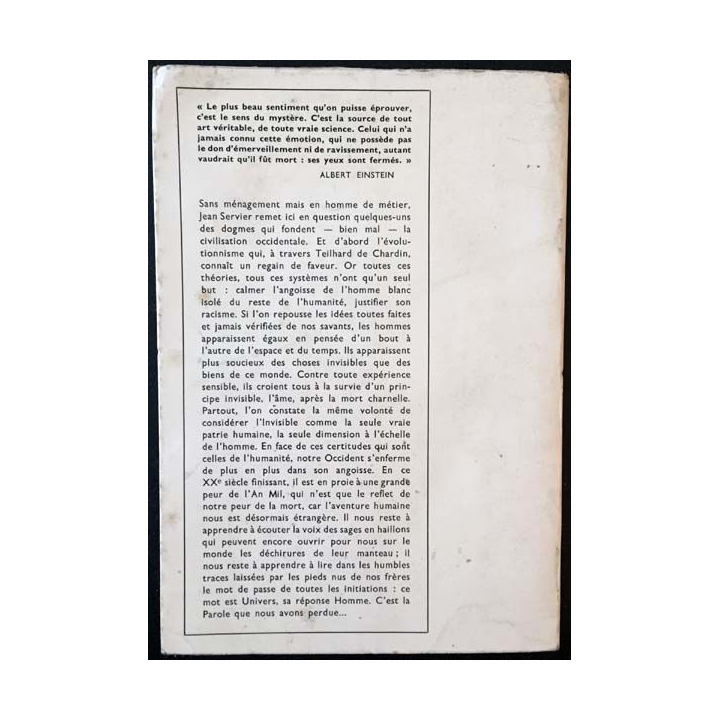 « Le plus beau sentiment qu'on puisse éprouver,
c'est le sens du mystère. C'est la source de tout
art véritable, de toute vraie science. Celui qui n'a
jamais connu cette émotion, qui ne possède pas
le don d'émerveillement ni de ravissement, autant
vaudrait qu'il fût mort : ses yeux sont fermés. »
ALBERT EINSTEIN
Sans ménagement mais en homme de métier,
Jean Servier remet ici en question quelques-uns
des dogmes qui fondent — bien mal — la
civilisation occidentale. Et d'abord l'évolu-
tionnisme qui, à travers Teilhard de Chardin,
connaît un regain de faveur. Or toutes ces
théories, tous ces systèmes n'ont qu'un seul
but : calmer l'angoisse de l'homme blanc
isolé du reste de l'humanité, justifier son
racisme. Si l'on repousse les idées toutes faites
et jamais vérifiées de nos savants, les hommes
apparaissent égaux en pensée d'un bout à
l'autre de l'espace et du temps. Ils apparaissent
plus soucieux des choses invisibles que des
biens de ce monde. Contre toute expérience
sensible, ils croient tous à la survie d'un prin-
cipe invisible, l'âme, après la mort charnelle.
Partout, l'on constate la même volonté de
considérer l'Invisible comme la seule vraie
patrie humaine, la seule dimension à l'échelle
de l'homme. En face de ces certitudes qui sont
celles de l'humanité, notre Occident s'enferme
de plus en plus dans son angoisse. En ce
XXe siècle finissant, il est en proie à une grande
peur de l'An Mil, qui n'est que le reflet de
notre peur de la mort, car l'aventure humaine
nous est désormais étrangère. Il nous reste à
apprendre à écouter la voix des sages en haillons
qui peuvent encore ouvrir pour nous sur le
monde les déchirures de leur manteau ; il
nous reste à apprendre à lire dans les humbles
traces laissées par les pieds nus de nos frères
le mot de passe de toutes les initiations : ce
mot est Univers, sa réponse Homme. C'est la
Parole que nous avons perdue...